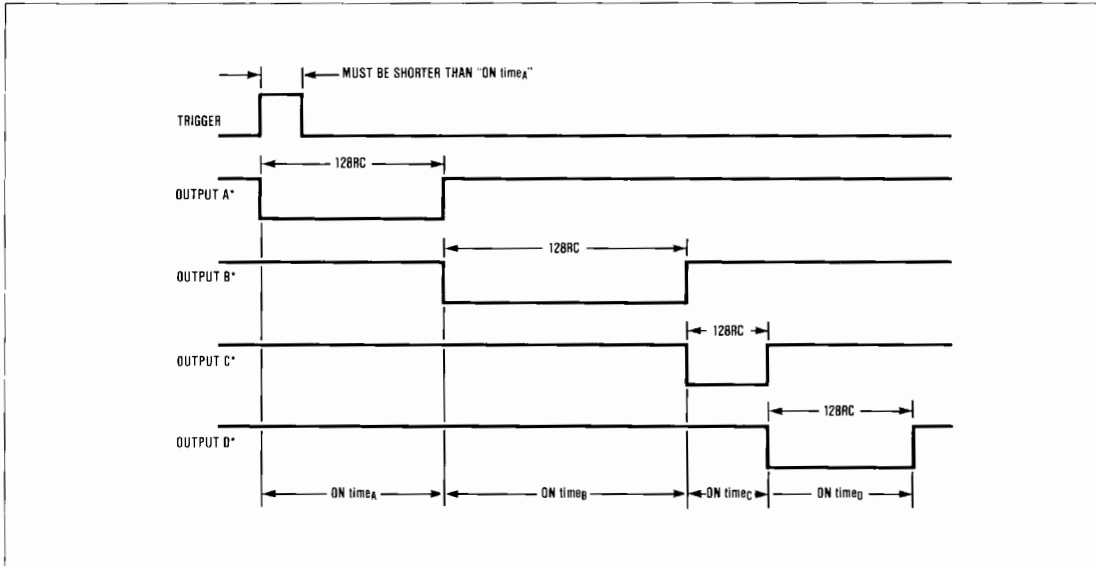 MUST BE SHORTER THAN "ON timeA"
TRIGGER
128RC
OUTPUT A*
128RC
OUTPUT B*
128RC
OUTPUT C*
128RC
OUTPUT D*
ON timeA
ON timeB
ON timeC
ON timeD